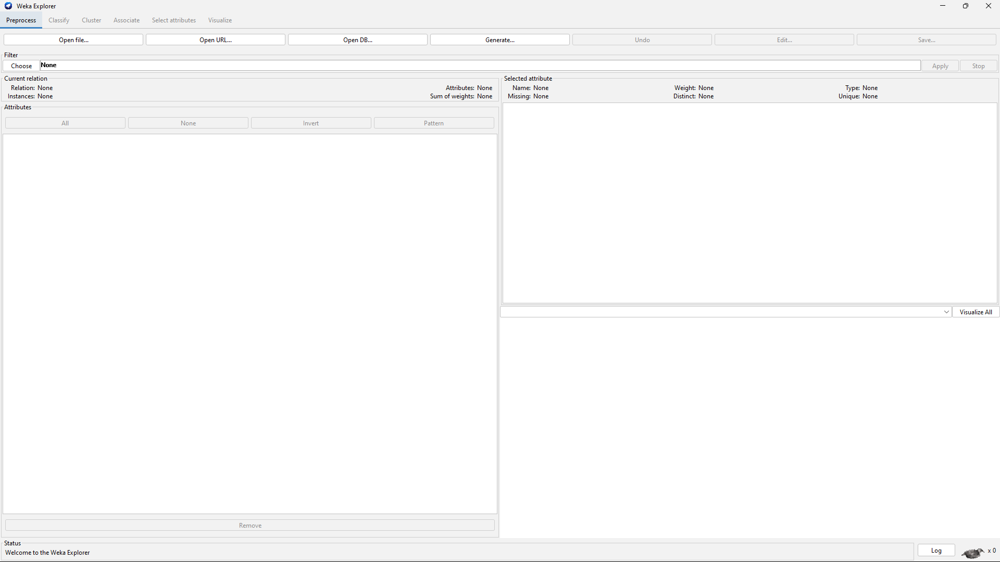 Weka Explorer
Preprocess Classify Cluster Associate Select attributes Visualize
Open file... Open URL... Open DB... Generate... Undo Edit... Save...
Filter
Choose None Apply Stop
Current relation
Relation: None Attributes: None
Instances: None Sum of weights: None
Selected attribute
Name: None Weight: None Type: None
Missing: None Distinct: None Unique: None
Attributes
All None Invert Pattern
Visualize All
Remove
Status
Welcome to the Weka Explorer
Log x 0